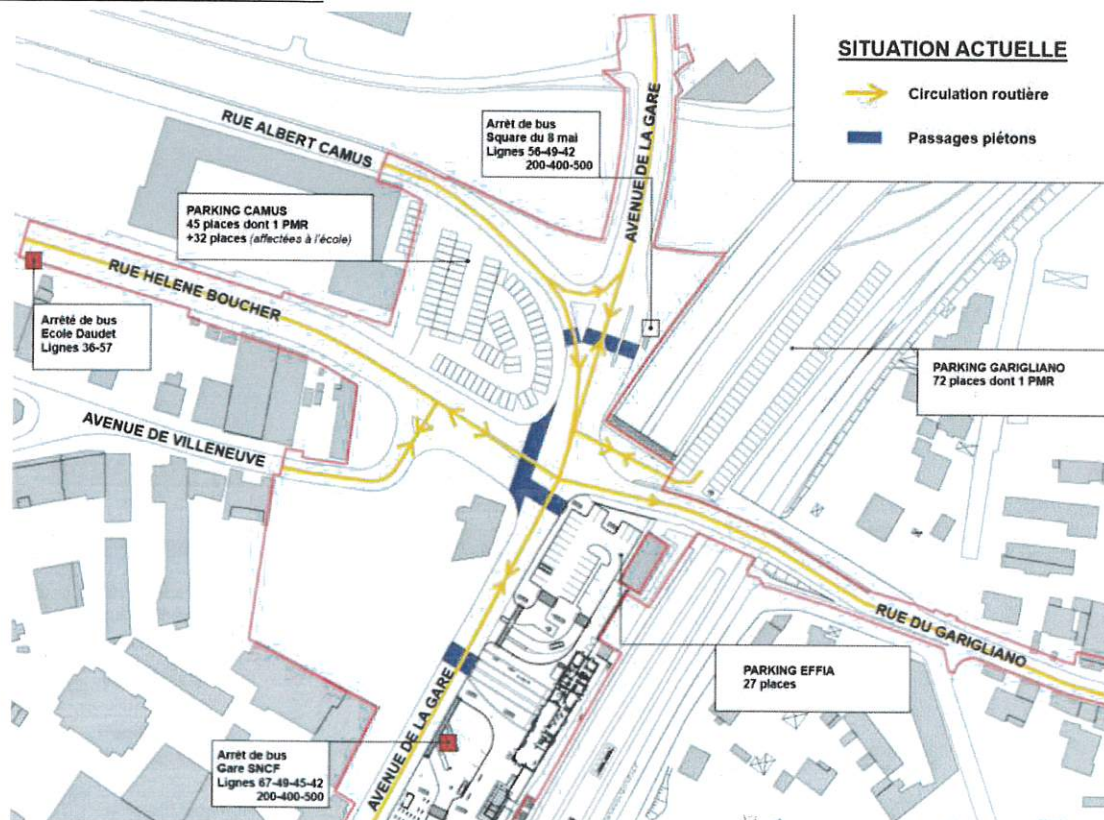 SITUATION ACTUELLE
Circulation routière
Passages piétons
RUE ALBERT CAMUS
Arrèt de bus
Square du 8 mai
Lignes 56-49-42
200-400-500
AVENUE DE LA GARE
PARKING CAMUS
45 places dont 1 PMR
+32 places (affectées à l'école)
RUE HELENE BOUCHER
Arrèté de bus
Ecole Daudet
Lignes 36-57
PARKING GARIGLIANO
72 places dont 1 PMR
AVENUE DE VILLENEUVE
RUE DU GARIGLIANO
PARKING EFFIA
27 places
AVENUE DE LA GARE
Arrèt de bus
Gare SNCF
Lignes 67-49-45-42
200-400-500